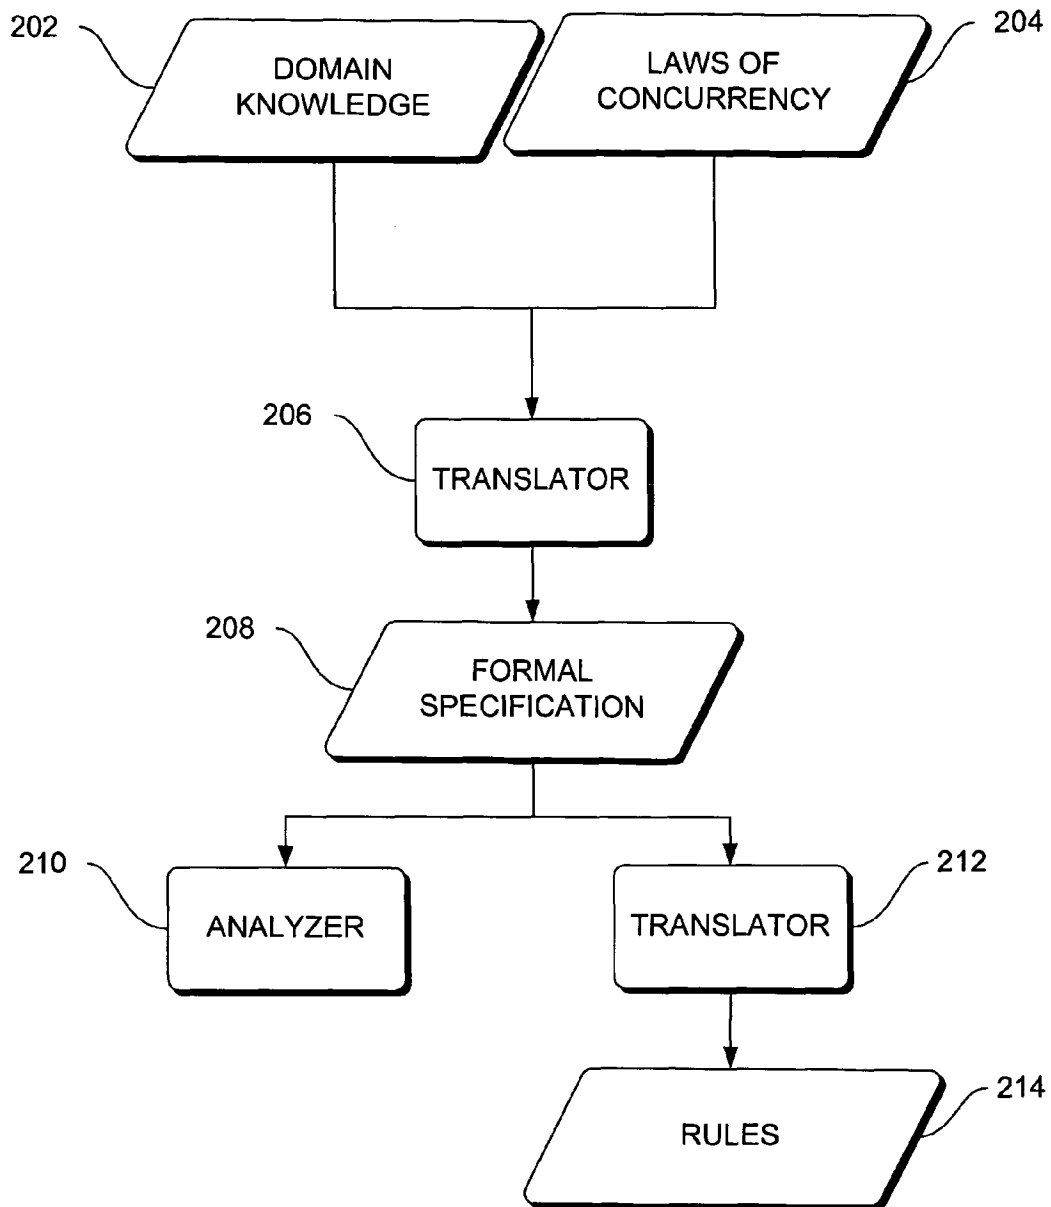 202
204
DOMAIN
KNOWLEDGE
LAWS OF
CONCURRENCY
206
TRANSLATOR
208
FORMAL
SPECIFICATION
210
212
ANALYZER
TRANSLATOR
214
RULES